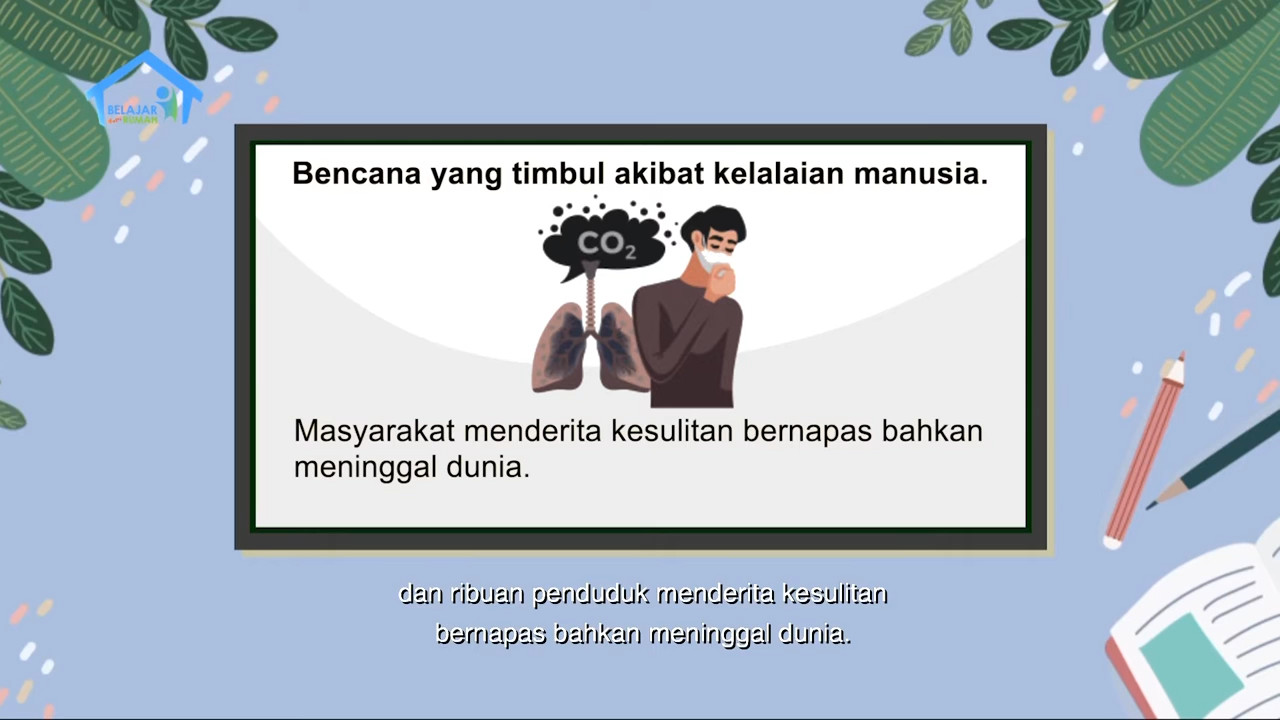 BELAJAR
RUMAH
Bencana yang timbul akibat kelalaian manusia.
CO₂
Masyarakat menderita kesulitan bernapas bahkan
meninggal dunia.
dan ribuan penduduk menderita kesulitan
bernapas bahkan meninggal dunia.